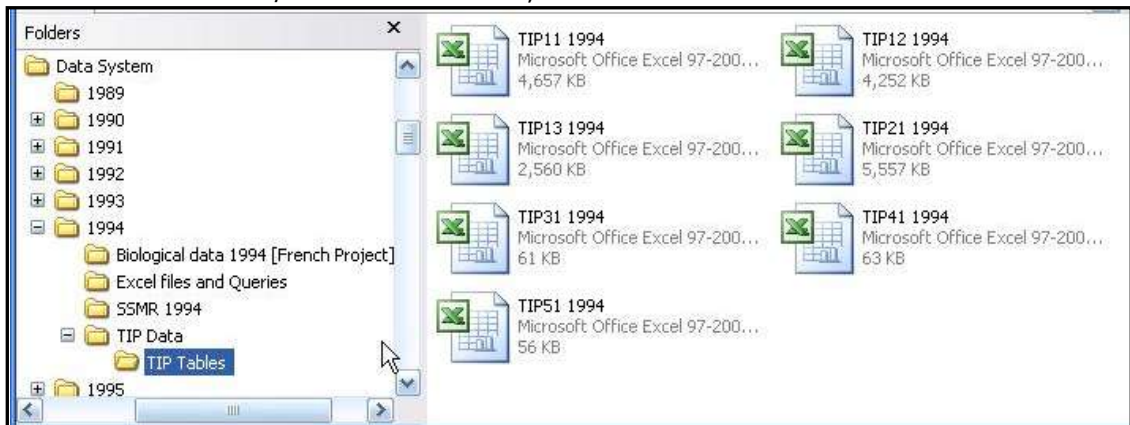 Folders
Data System
1989
1990
1991
1992
1993
1994
Biological data 1994 [French Project]
Excel files and Queries
SSMR 1994
TIP Data
TIP Tables
1995
TIP11 1994
Microsoft Office Excel 97-200...
4,657 KB
TIP12 1994
Microsoft Office Excel 97-200...
4,252 KB
TIP13 1994
Microsoft Office Excel 97-200...
2,560 KB
TIP21 1994
Microsoft Office Excel 97-200...
5,557 KB
TIP31 1994
Microsoft Office Excel 97-200...
61 KB
TIP41 1994
Microsoft Office Excel 97-200...
63 KB
TIP51 1994
Microsoft Office Excel 97-200...
56 KB